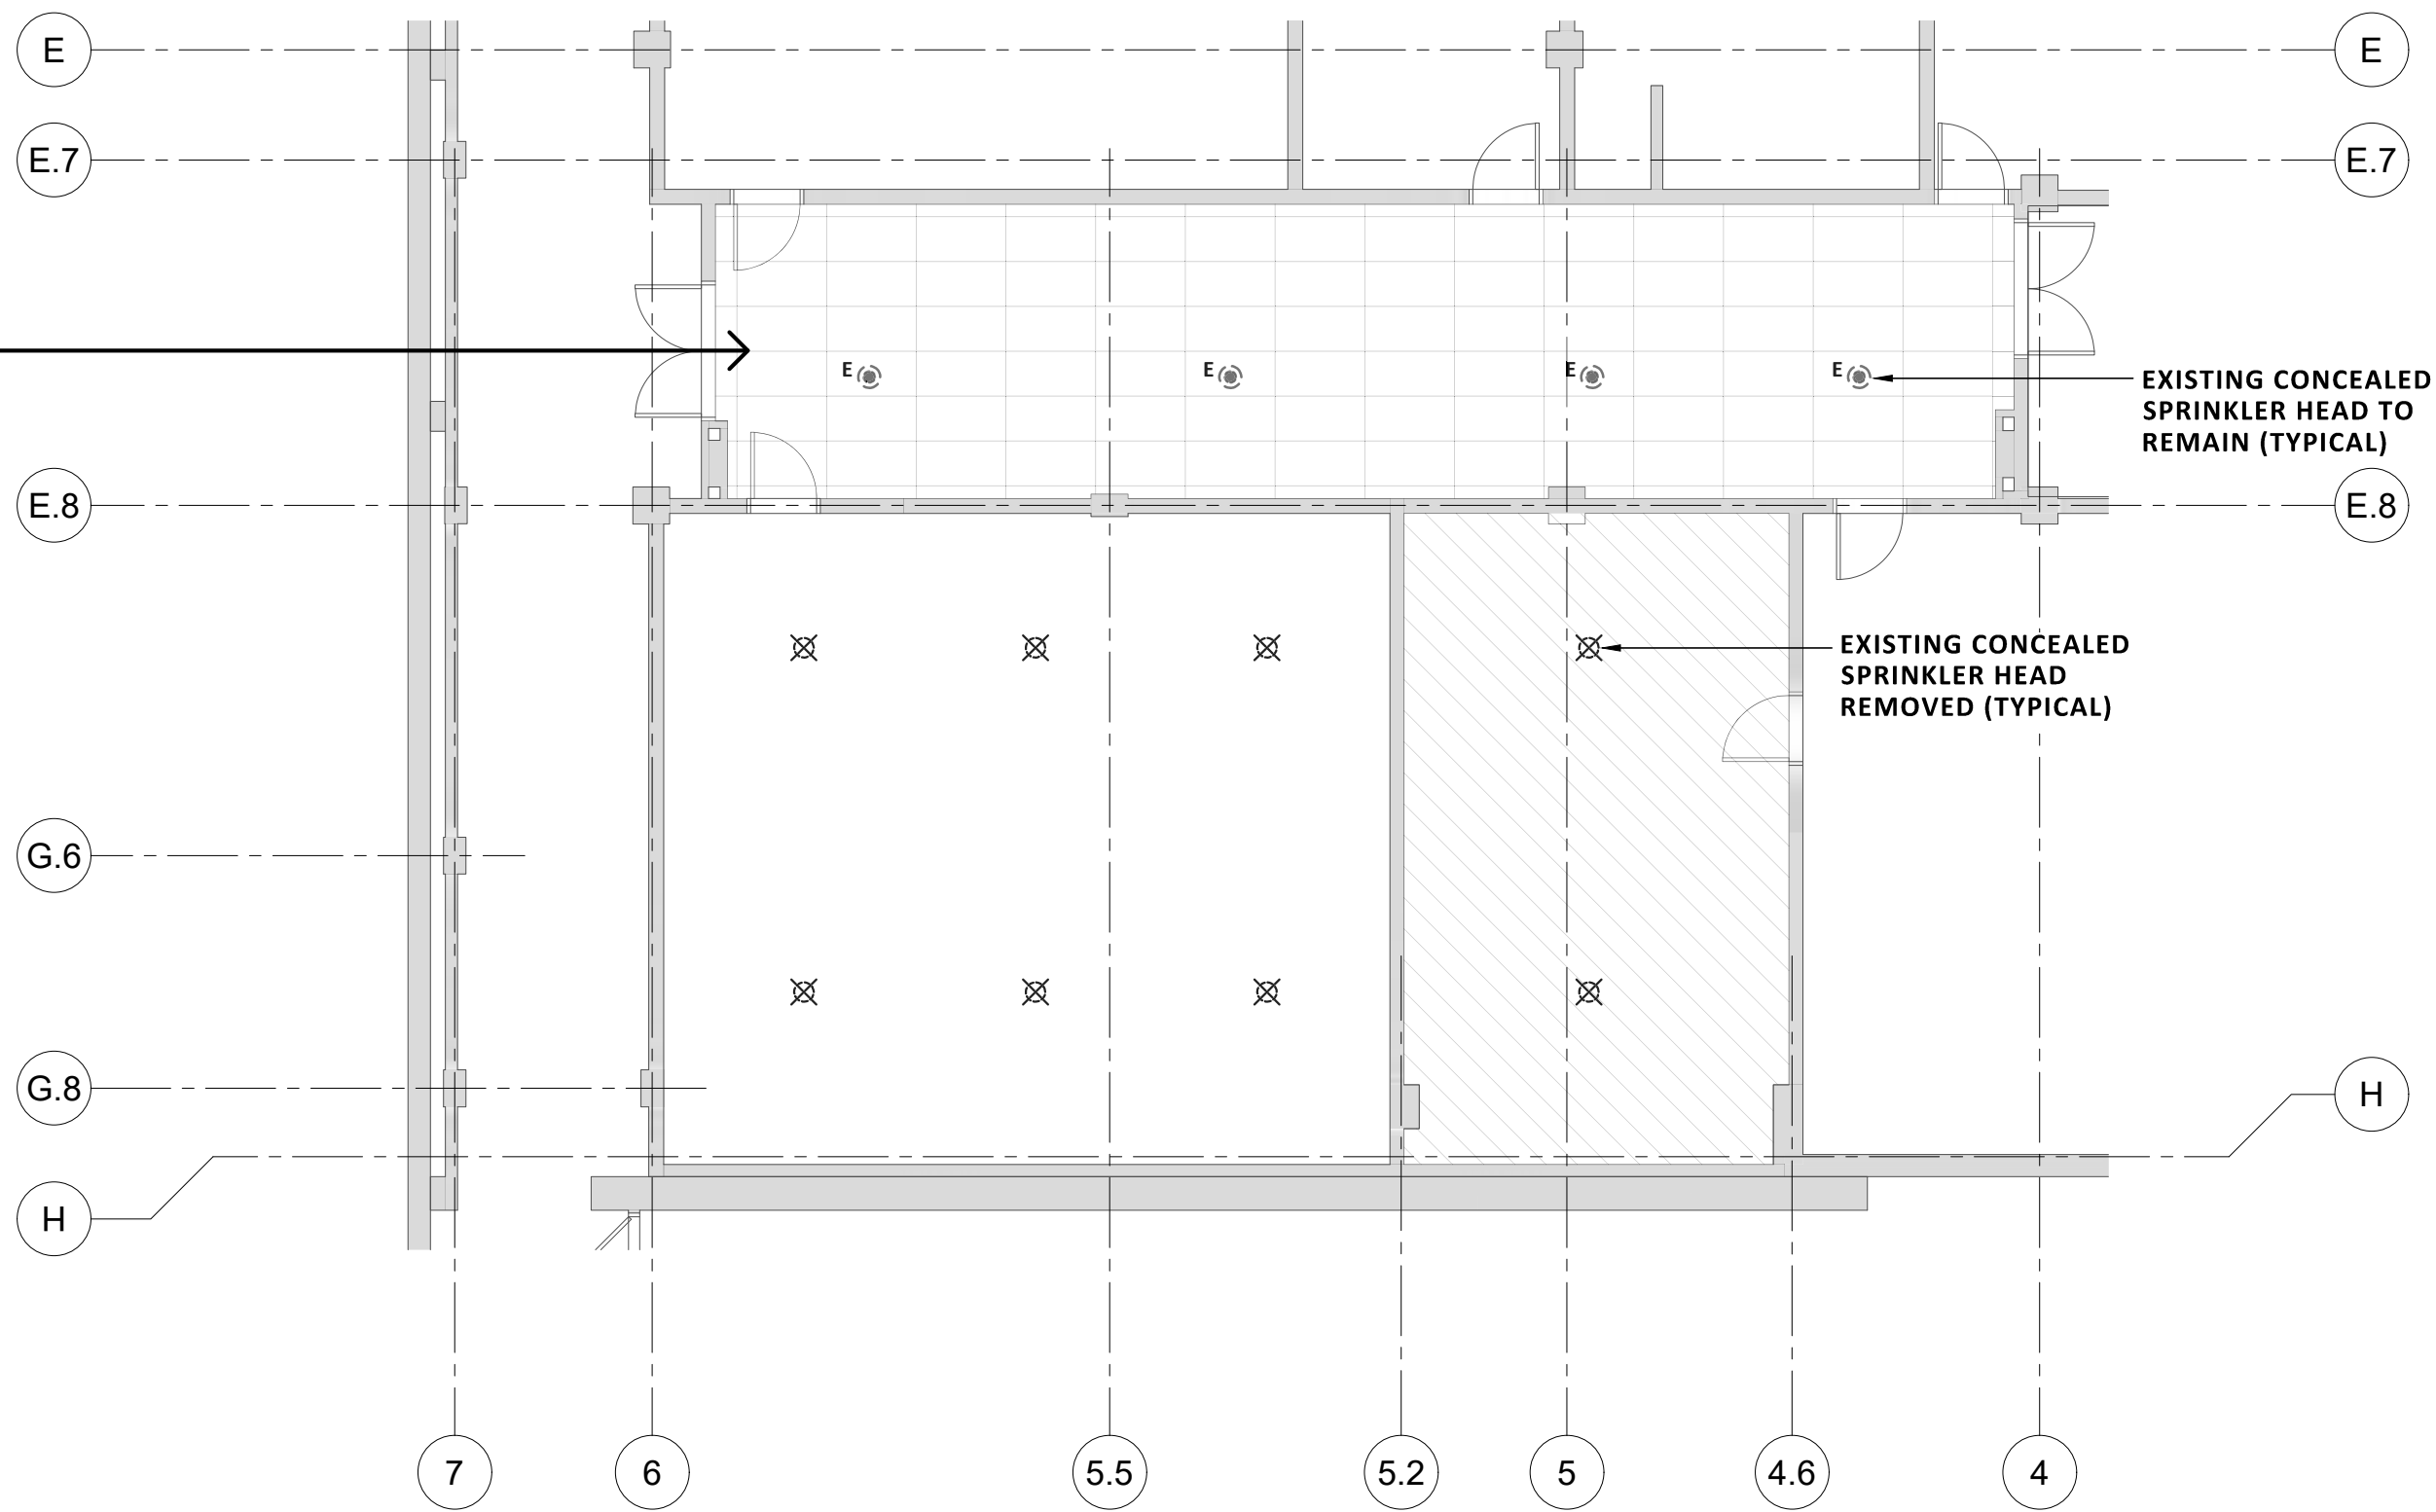 E
E
E.7
E.7
E
E
E
E
EXISTING CONCEALED
SPRINKLER HEAD TO
REMAIN (TYPICAL)
E.8
E.8
EXISTING CONCEALED
SPRINKLER HEAD
REMOVED (TYPICAL)
G.6
G.8
H
H
7
6
5.5
5.2
5
4.6
4